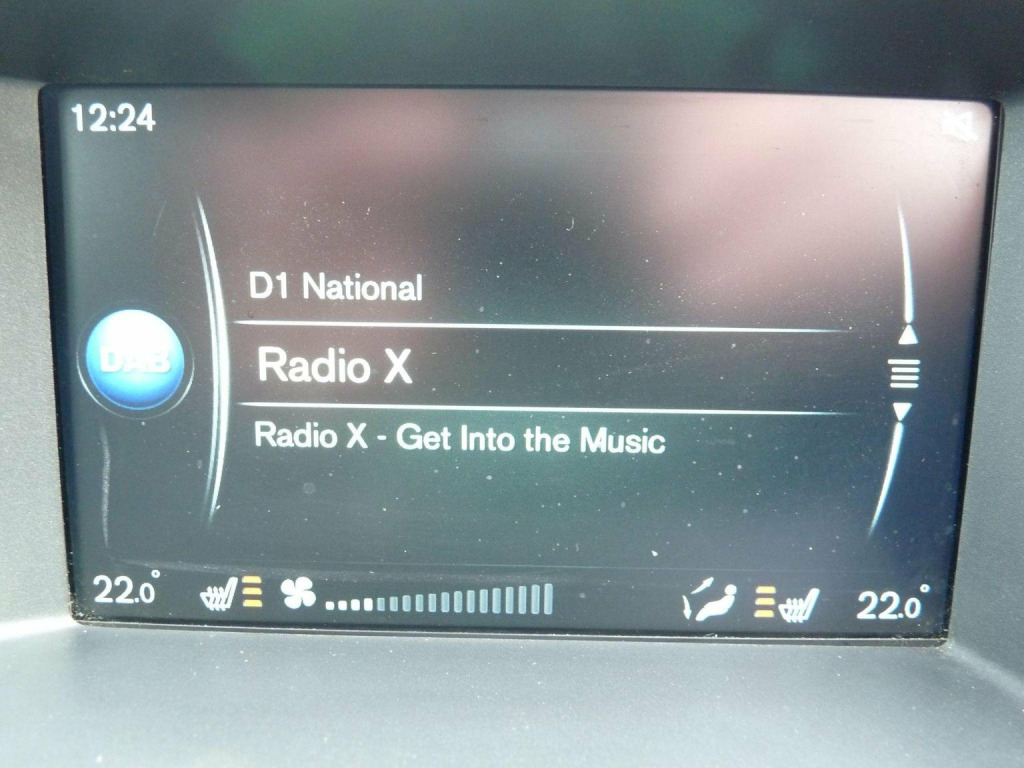 12:24
D1 National
DAB
Radio X
Radio X - Get Into the Music
22.0° 22.0°